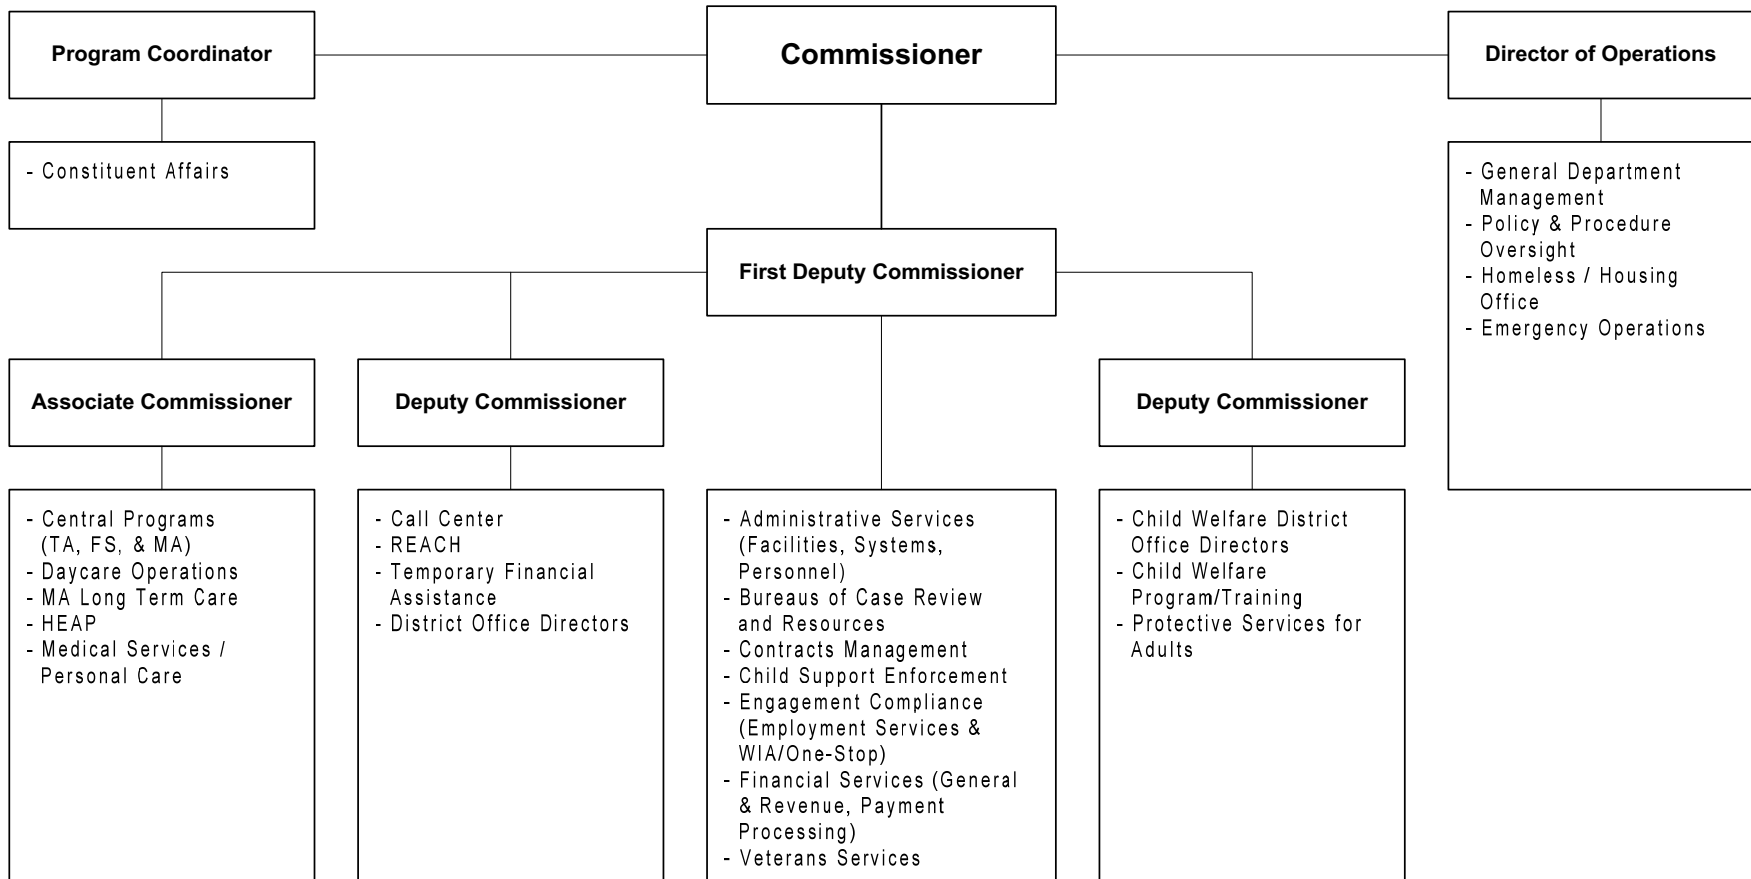 Program Coordinator
Commissioner
Director of Operations
- Constituent Affairs
- General Department
Management
- Policy & Procedure
Oversight
- Homeless / Housing
Office
- Emergency Operations
First Deputy Commissioner
Associate Commissioner
Deputy Commissioner
Deputy Commissioner
- Central Programs
(TA, FS, & MA)
- Daycare Operations
- MA Long Term Care
- HEAP
- Medical Services /
Personal Care
- Call Center
- REACH
- Temporary Financial
Assistance
- District Office Directors
- Administrative Services
(Facilities, Systems,
Personnel)
- Bureaus of Case Review
and Resources
- Contracts Management
- Child Support Enforcement
- Engagement Compliance
(Employment Services &
WIA/One-Stop)
- Financial Services (General
& Revenue, Payment
Processing)
- Veterans Services
- Child Welfare District
Office Directors
- Child Welfare
Program/Training
- Protective Services for
Adults